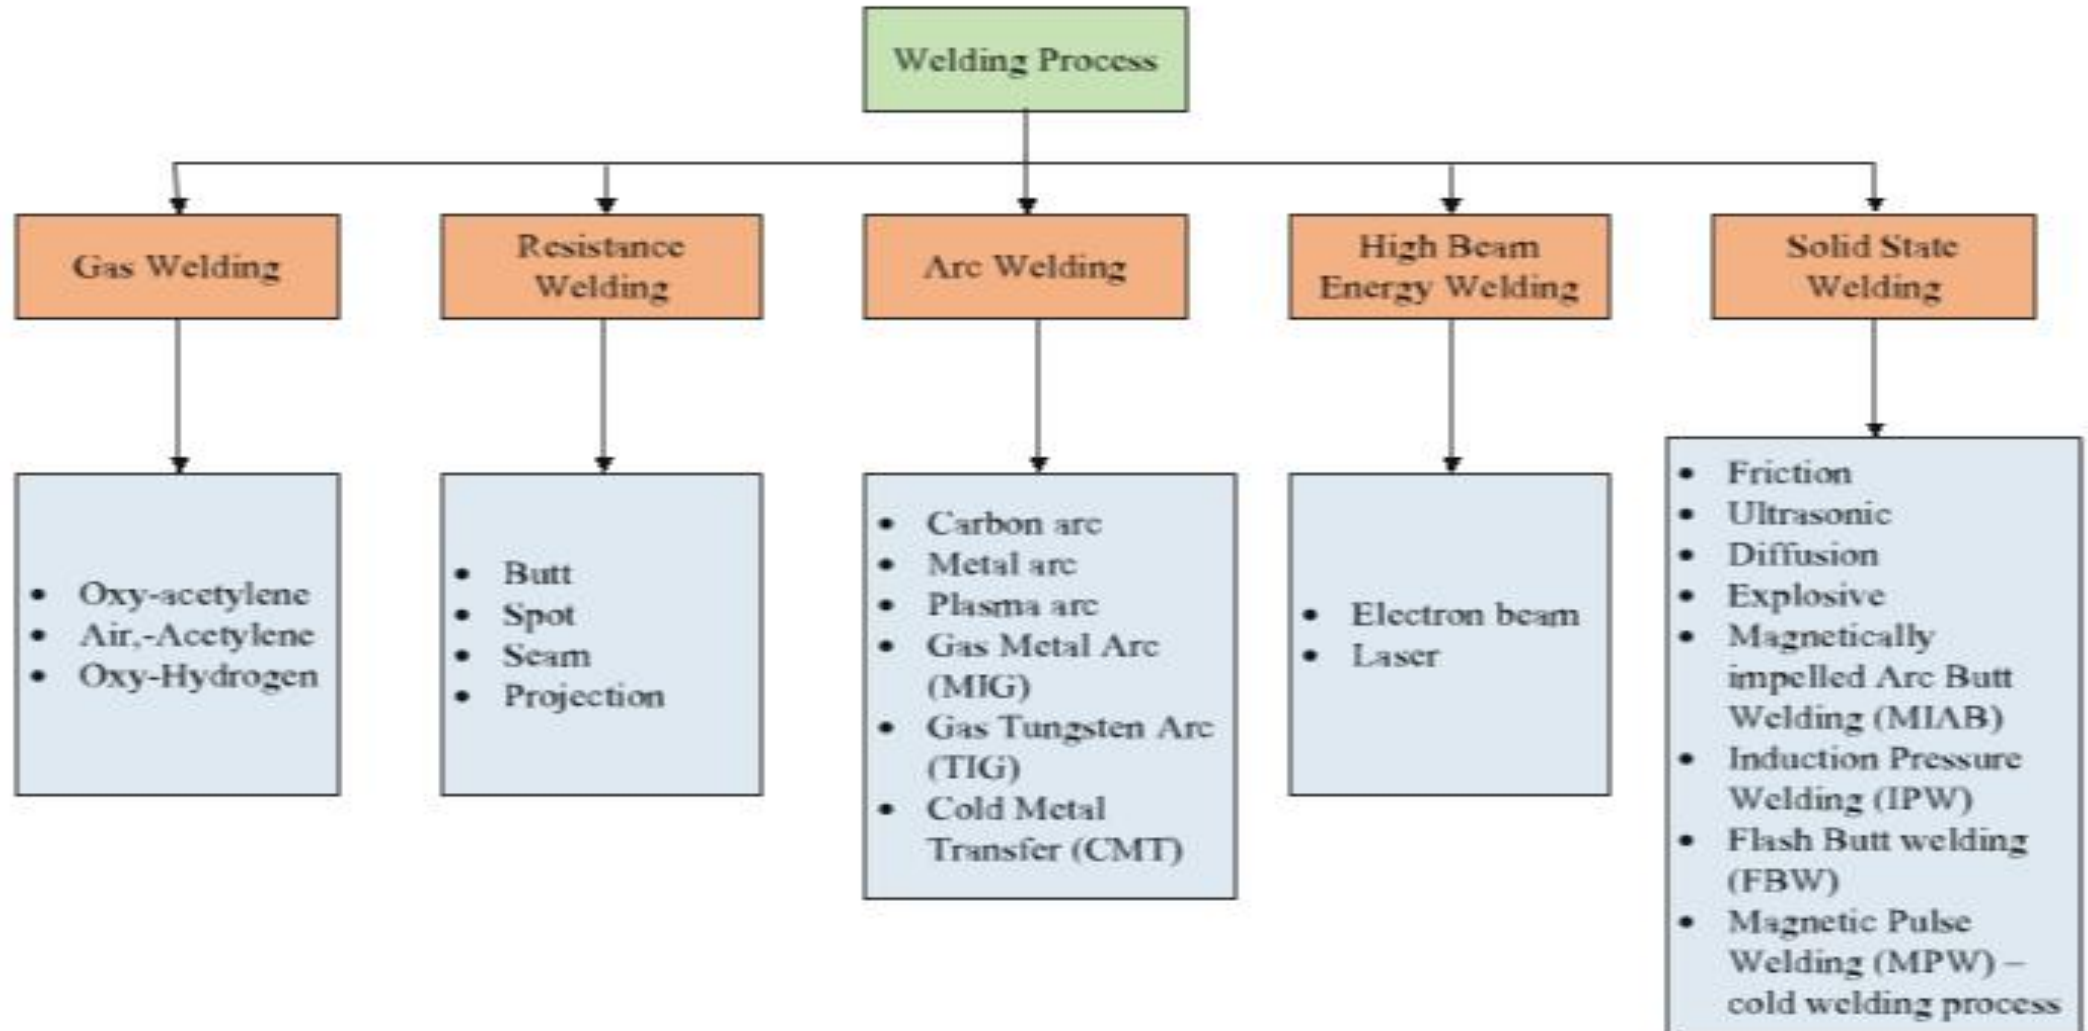 Welding Process
Gas Welding
Resistance
Welding
Arc Welding
High Beam
Energy Welding
Solid State
Welding
• Oxy-acetylene
• Air,-Acetylene
• Oxy-Hydrogen
• Butt
• Spot
• Seam
• Projection
• Carbon arc
• Metal arc
• Plasma arc
• Gas Metal Arc
(MIG)
• Gas Tungsten Arc
(TIG)
• Cold Metal
Transfer (CMT)
• Electron beam
• Laser
• Friction
• Ultrasonic
• Diffusion
• Explosive
• Magnetically
impelled Arc Butt
Welding (MIAB)
• Induction Pressure
Welding (IPW)
• Flash Butt welding
(FBW)
• Magnetic Pulse
Welding (MPW) –
cold welding process